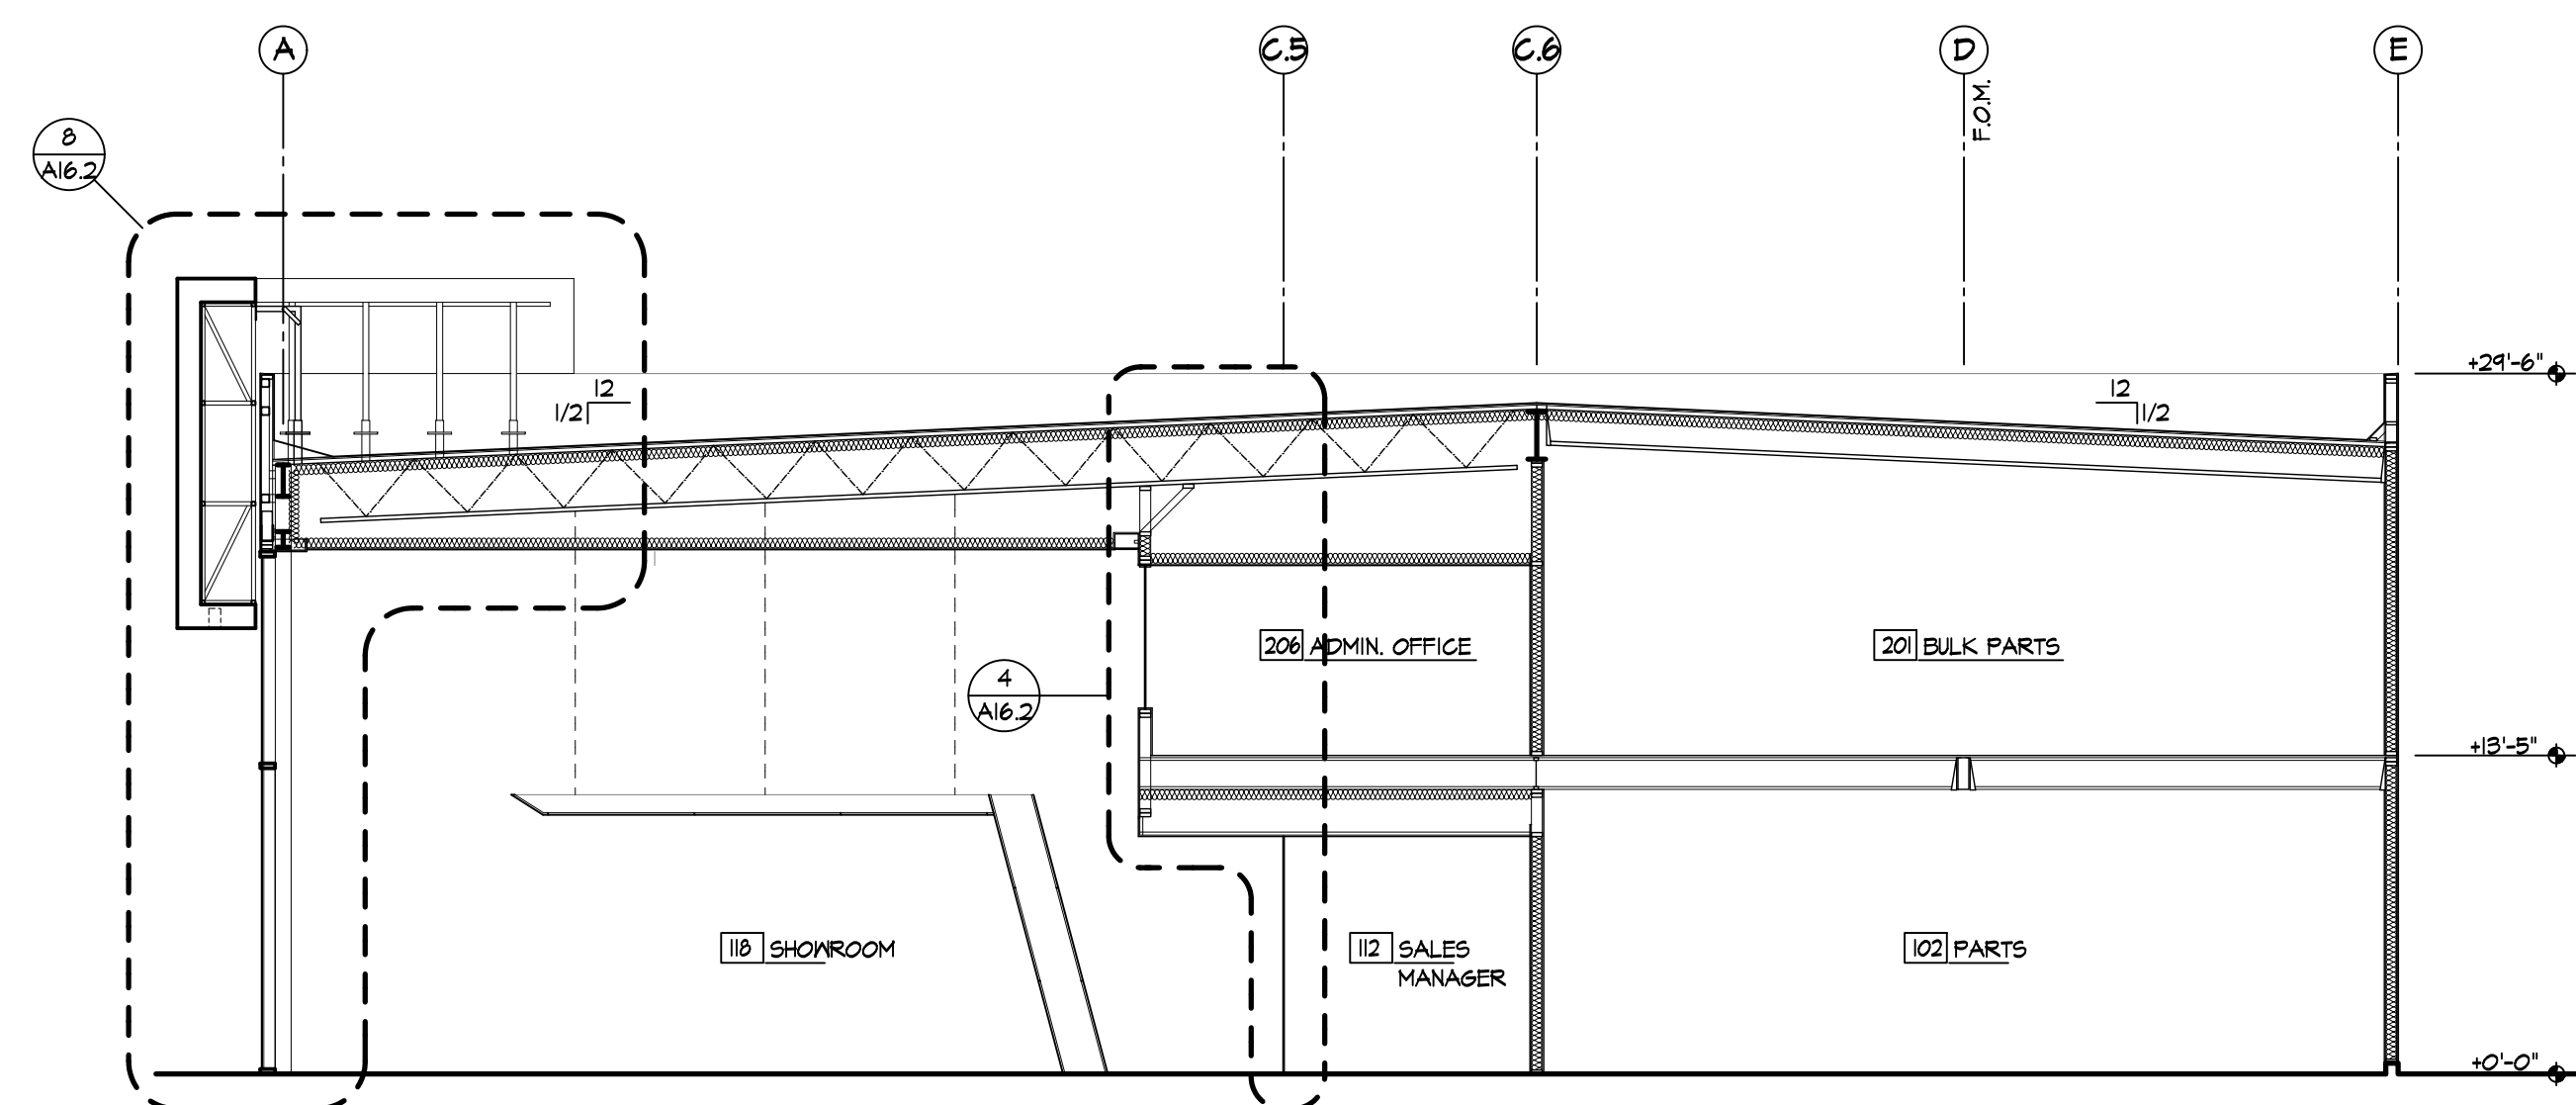 A
C.5
C.6
D
E
F.O.M.
8
A16.2
+29'-6"
12
1/2
12
1/2
206 ADMIN. OFFICE
201 BULK PARTS
4
A16.2
+13'-5"
118 SHOWROOM
112 SALES
MANAGER
102 PARTS
+0'-0"